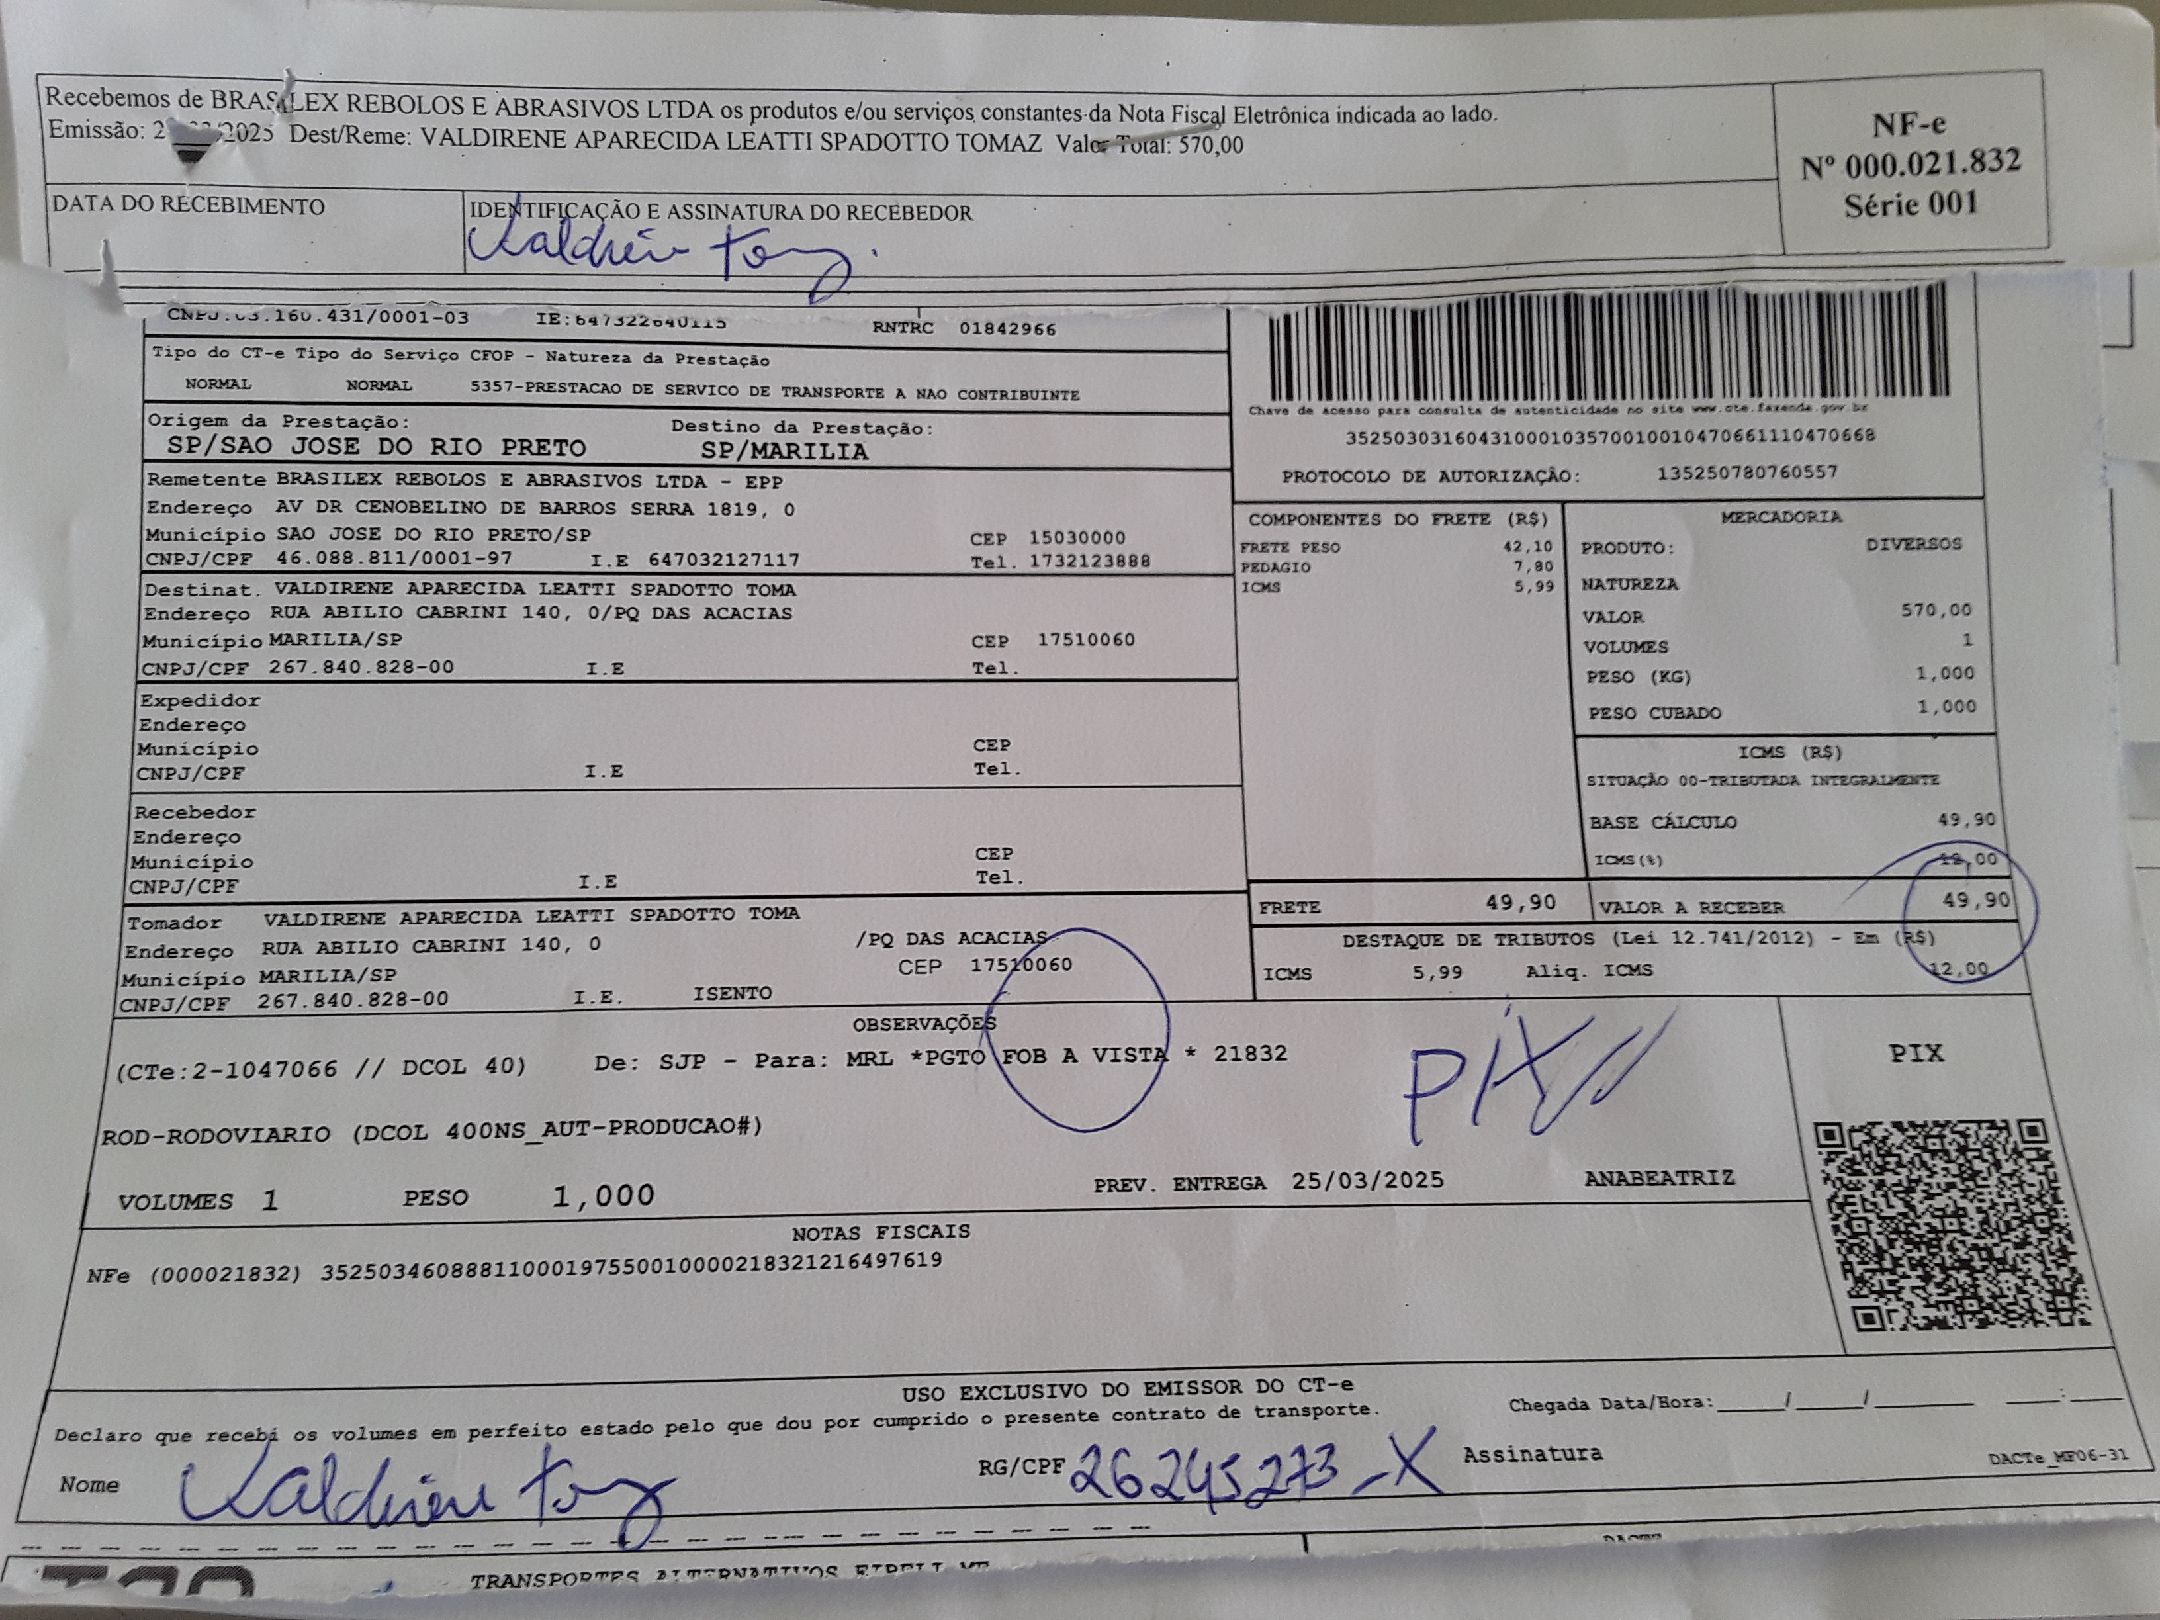 Recebemos de BRASILEX REBOLOS E ABRASIVOS LTDA os produtos e/ou serviços constantes da Nota Fiscal Eletrônica indicada ao lado.
Emissão: /2025 Dest/Reme: VALDIRENE APARECIDA LEATTI SPADOTTO TOMAZ Valor Total: 570,00
NF-e
Nº 000.021.832
Série 001
DATA DO RECEBIMENTO
IDENTIFICAÇÃO E ASSINATURA DO RECEBEDOR
CNPJ:03.160.431/0001-03 IE:647322640115 RNTRC 01842966
Tipo do CT-e Tipo do Serviço CFOP - Natureza da Prestação
NORMAL NORMAL 5357-PRESTACAO DE SERVICO DE TRANSPORTE A NAO CONTRIBUINTE
Origem da Prestação: Destino da Prestação:
SP/SAO JOSE DO RIO PRETO SP/MARILIA
Chave de acesso para consulta de autenticidade no site www.cte.fazenda.gov.br
35250303160431000103570010010470661110470668
PROTOCOLO DE AUTORIZAÇÃO: 135250780760557
Remetente BRASILEX REBOLOS E ABRASIVOS LTDA - EPP
Endereço AV DR CENOBELINO DE BARROS SERRA 1819, 0
Município SAO JOSE DO RIO PRETO/SP CEP 15030000
CNPJ/CPF 46.088.811/0001-97 I.E 647032127117 Tel. 1732123888
Destinat. VALDIRENE APARECIDA LEATTI SPADOTTO TOMA
Endereço RUA ABILIO CABRINI 140, 0/PQ DAS ACACIAS
Município MARILIA/SP CEP 17510060
CNPJ/CPF 267.840.828-00 I.E Tel.
Expedidor
Endereço
Município CEP
CNPJ/CPF I.E Tel.
Recebedor
Endereço
Município CEP
CNPJ/CPF I.E Tel.
Tomador VALDIRENE APARECIDA LEATTI SPADOTTO TOMA
Endereço RUA ABILIO CABRINI 140, 0 /PQ DAS ACACIAS
Município MARILIA/SP CEP 17510060
CNPJ/CPF 267.840.828-00 I.E. ISENTO
COMPONENTES DO FRETE (R$)
FRETE PESO 42,10
PEDAGIO 7,80
ICMS 5,99
MERCADORIA
PRODUTO: DIVERSOS
NATUREZA
VALOR 570,00
VOLUMES 1
PESO (KG) 1,000
PESO CUBADO 1,000
ICMS (R$)
SITUAÇÃO 00-TRIBUTADA INTEGRALMENTE
BASE CÁLCULO 49,90
ICMS(%) 12,00
FRETE 49,90 VALOR A RECEBER 49,90
DESTAQUE DE TRIBUTOS (Lei 12.741/2012) - Em (R$)
ICMS 5,99 Aliq. ICMS 12,00
OBSERVAÇÕES
(CTe:2-1047066 // DCOL 40) De: SJP - Para: MRL *PGTO FOB A VISTA * 21832
PIX
PIX
ROD-RODOVIARIO (DCOL 400NS_AUT-PRODUCAO#)
VOLUMES 1 PESO 1,000 PREV. ENTREGA 25/03/2025 ANABEATRIZ
NOTAS FISCAIS
NFe (000021832) 35250346088811000197550010000218321216497619
USO EXCLUSIVO DO EMISSOR DO CT-e
Declaro que recebi os volumes em perfeito estado pelo que dou por cumprido o presente contrato de transporte.
Chegada Data/Hora:_____/_____/_______ ____:____
Nome RG/CPF 26245273-X Assinatura
DACTe_MF06-31
TRANSPORTES ALTERNATIVOS EIRELI ME
DACTE